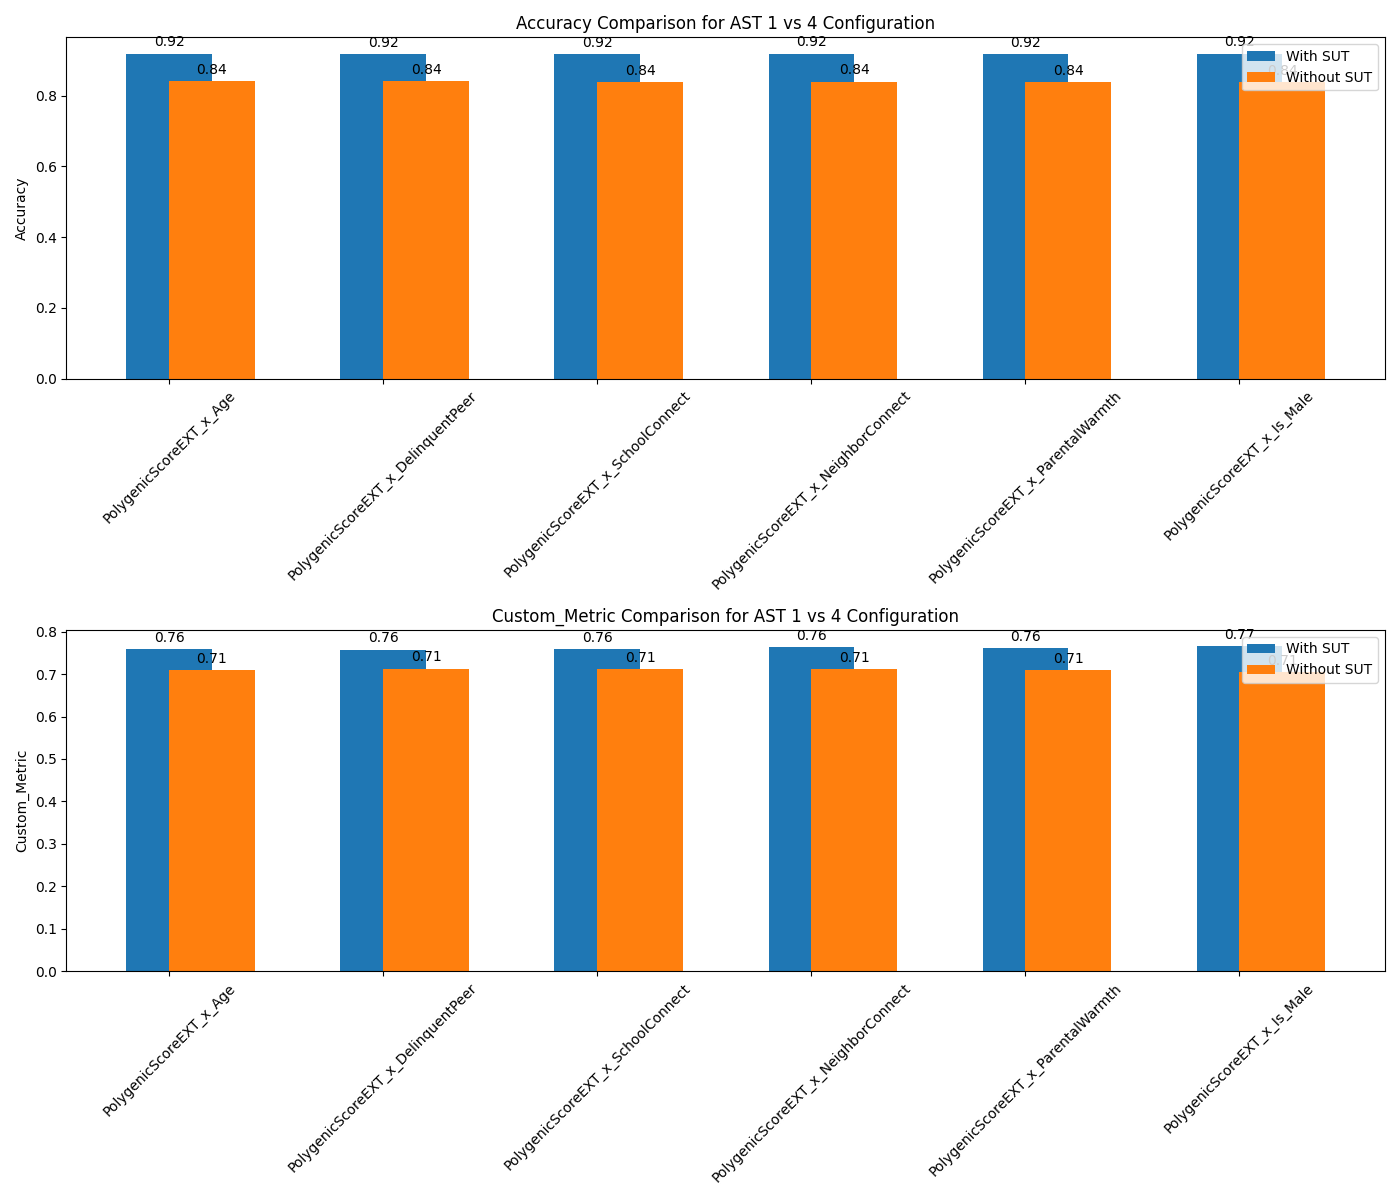 Accuracy Comparison for AST 1 vs 4 Configuration
0.92 0.92 0.92 0.92 0.92 0.92
0.84 0.84 0.84 0.84 0.84 0.84
With SUT
Without SUT
Accuracy
0.8
0.6
0.4
0.2
0.0
PolygenicScoreEXT_x_Age
PolygenicScoreEXT_x_DelinquentPeer
PolygenicScoreEXT_x_SchoolConnect
PolygenicScoreEXT_x_NeighborConnect
PolygenicScoreEXT_x_ParentalWarmth
PolygenicScoreEXT_x_Is_Male
Custom_Metric Comparison for AST 1 vs 4 Configuration
0.76 0.76 0.76 0.76 0.76 0.77
0.71 0.71 0.71 0.71 0.71 0.71
With SUT
Without SUT
Custom_Metric
0.8
0.7
0.6
0.5
0.4
0.3
0.2
0.1
0.0
PolygenicScoreEXT_x_Age
PolygenicScoreEXT_x_DelinquentPeer
PolygenicScoreEXT_x_SchoolConnect
PolygenicScoreEXT_x_NeighborConnect
PolygenicScoreEXT_x_ParentalWarmth
PolygenicScoreEXT_x_Is_Male